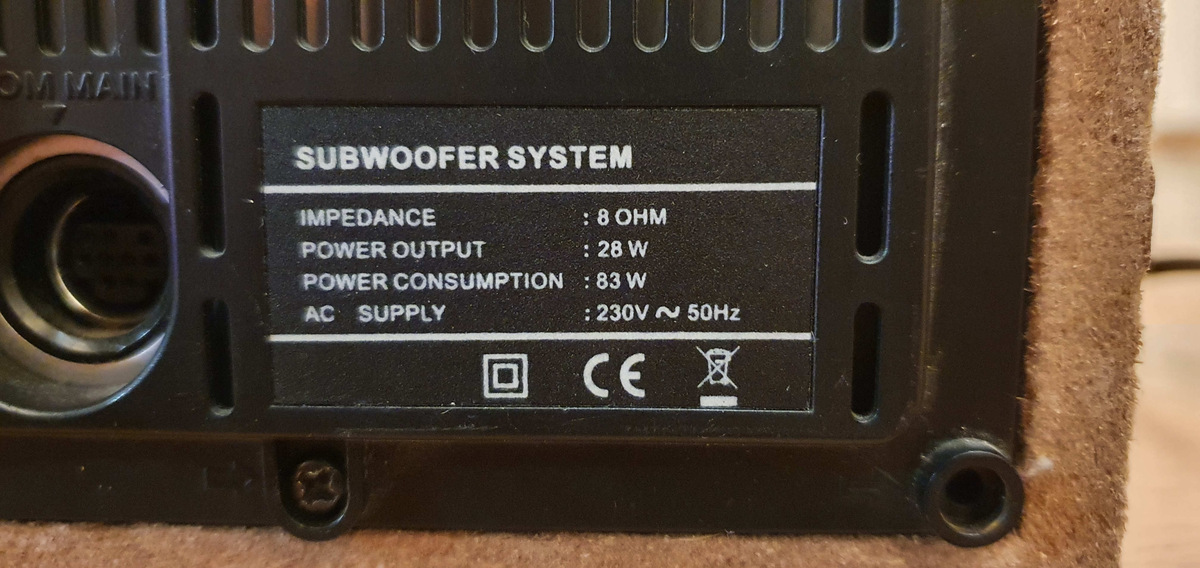 OM MAIN
SUBWOOFER SYSTEM
IMPEDANCE : 8 OHM
POWER OUTPUT : 28 W
POWER CONSUMPTION : 83 W
AC SUPPLY : 230V ~ 50Hz
CE